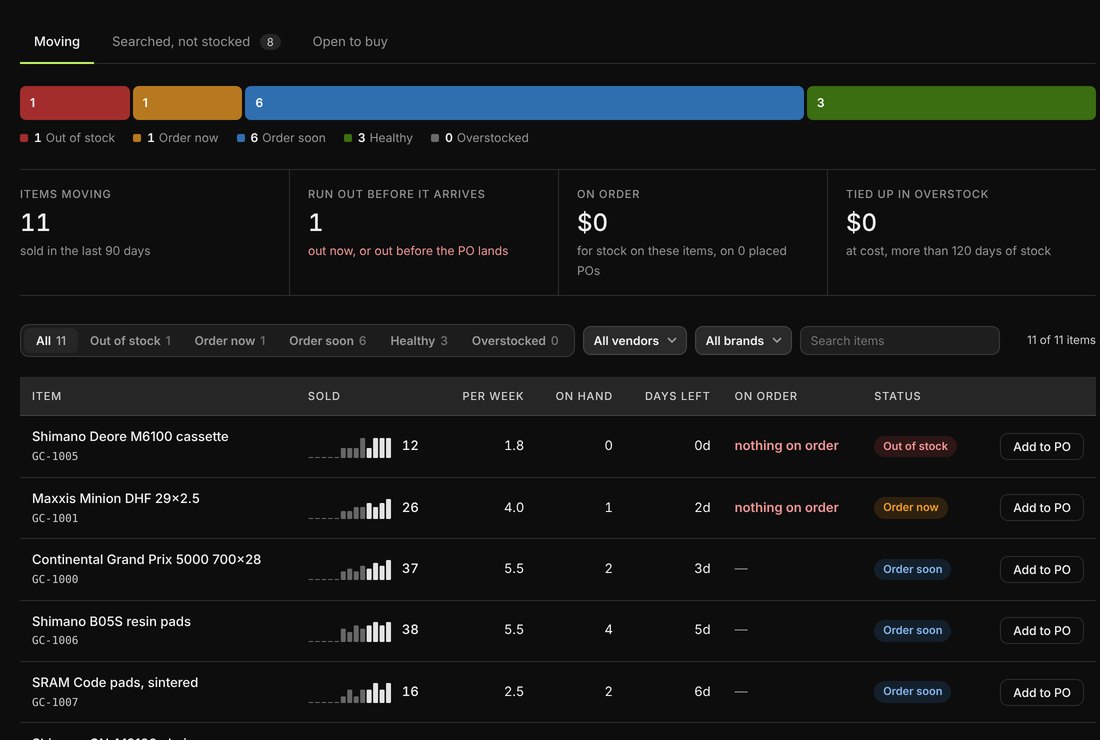 Moving Searched, not stocked 8 Open to buy
1 1 6 3
1 Out of stock 1 Order now 6 Order soon 3 Healthy 0 Overstocked
ITEMS MOVING RUN OUT BEFORE IT ARRIVES ON ORDER TIED UP IN OVERSTOCK
11 1 $0 $0
sold in the last 90 days out now, or out before the PO lands for stock on these items, on 0 placed at cost, more than 120 days of stock
POs
All 11 Out of stock 1 Order now 1 Order soon 6 Healthy 3 Overstocked 0 All vendors All brands Search items 11 of 11 items
ITEM SOLD PER WEEK ON HAND DAYS LEFT ON ORDER STATUS
Shimano Deore M6100 cassette 12 1.8 0 0d nothing on order Out of stock Add to PO
GC-1005
Maxxis Minion DHF 29×2.5 26 4.0 1 2d nothing on order Order now Add to PO
GC-1001
Continental Grand Prix 5000 700×28 37 5.5 2 3d — Order soon Add to PO
GC-1000
Shimano B05S resin pads 38 5.5 4 5d — Order soon Add to PO
GC-1006
SRAM Code pads, sintered 16 2.5 2 6d — Order soon Add to PO
GC-1007